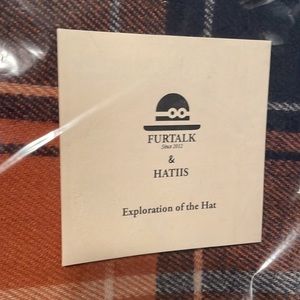 FURTALK
Since 2012
&
HATIIS
Exploration of the Hat